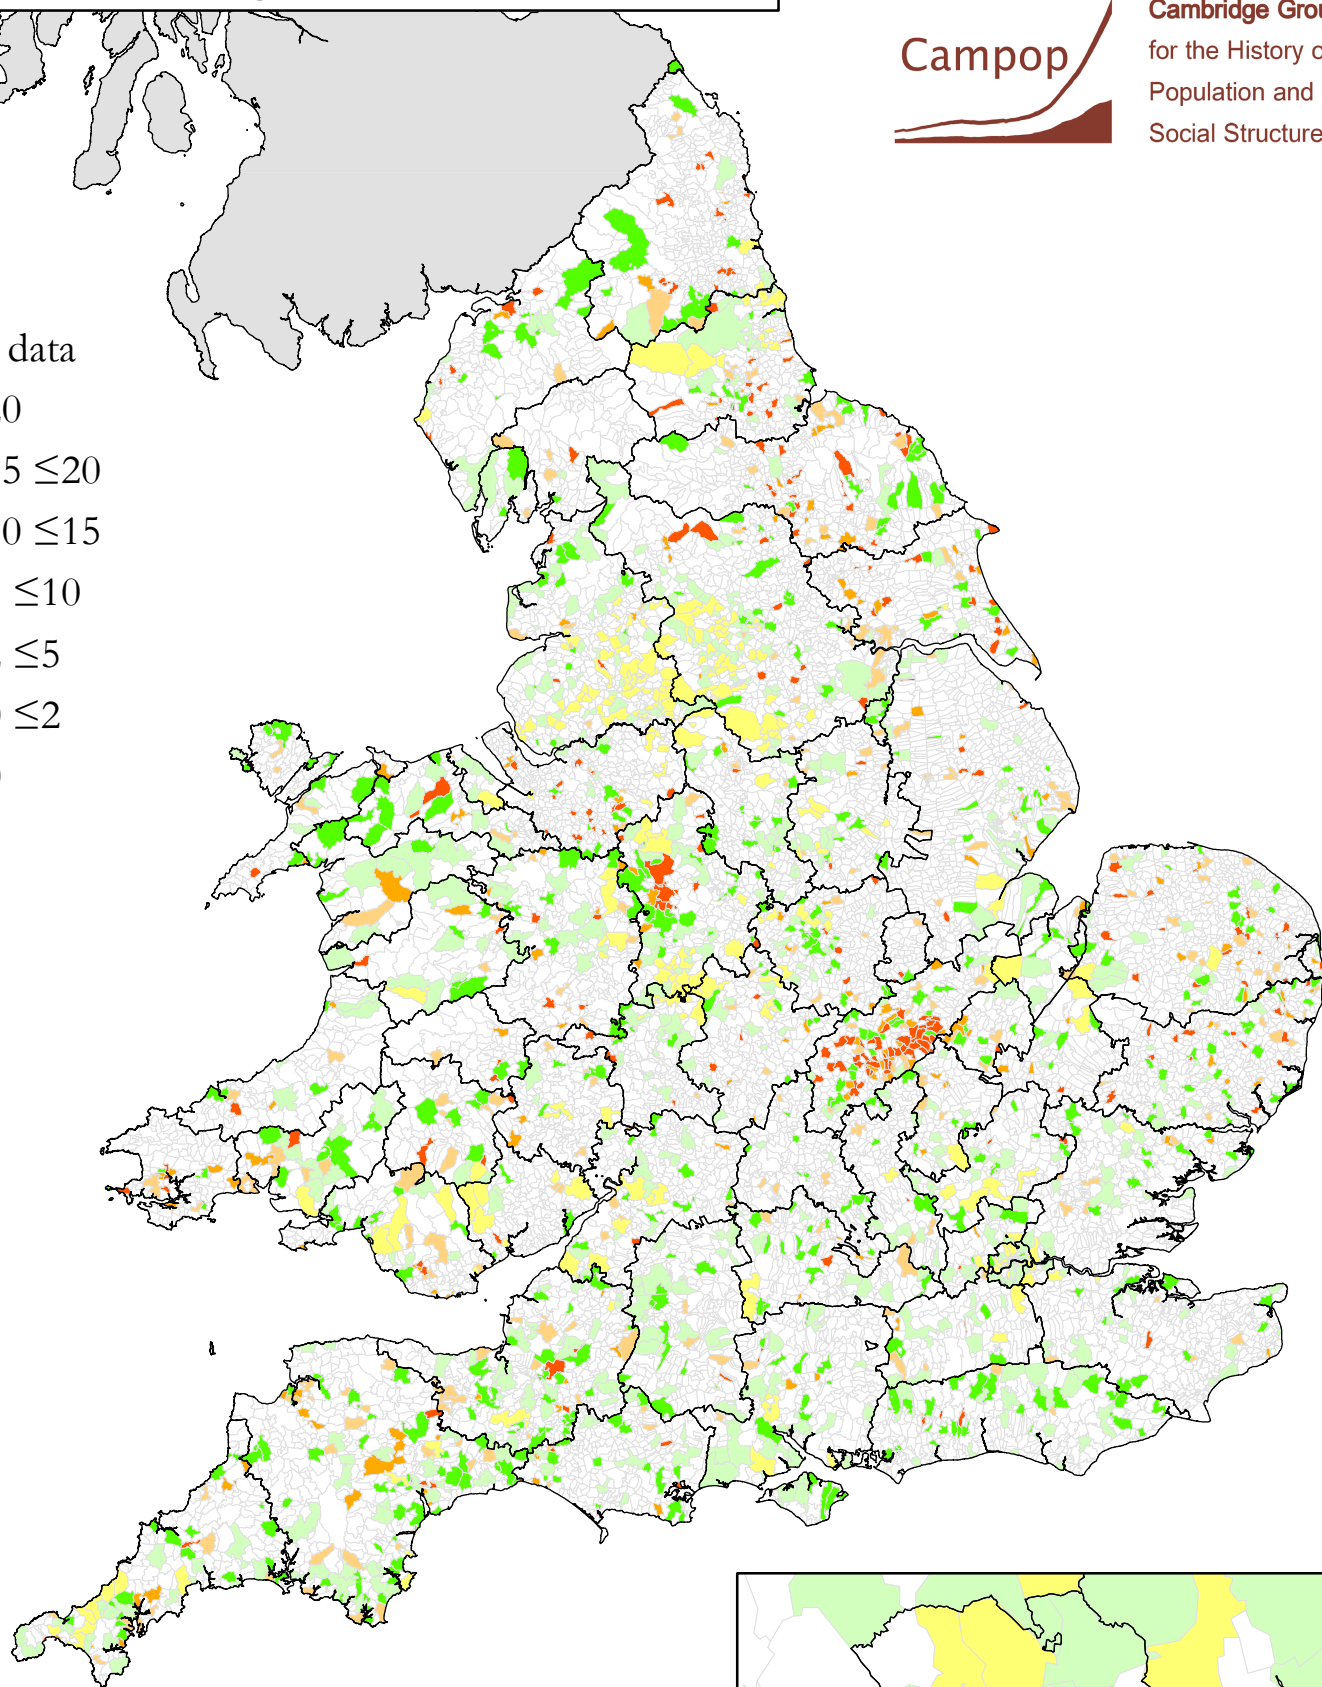 Campop
Cambridge Grou
for the History o
Population and
Social Structure
data
0
5 ≤20
0 ≤15
≤10
≤5
≤2